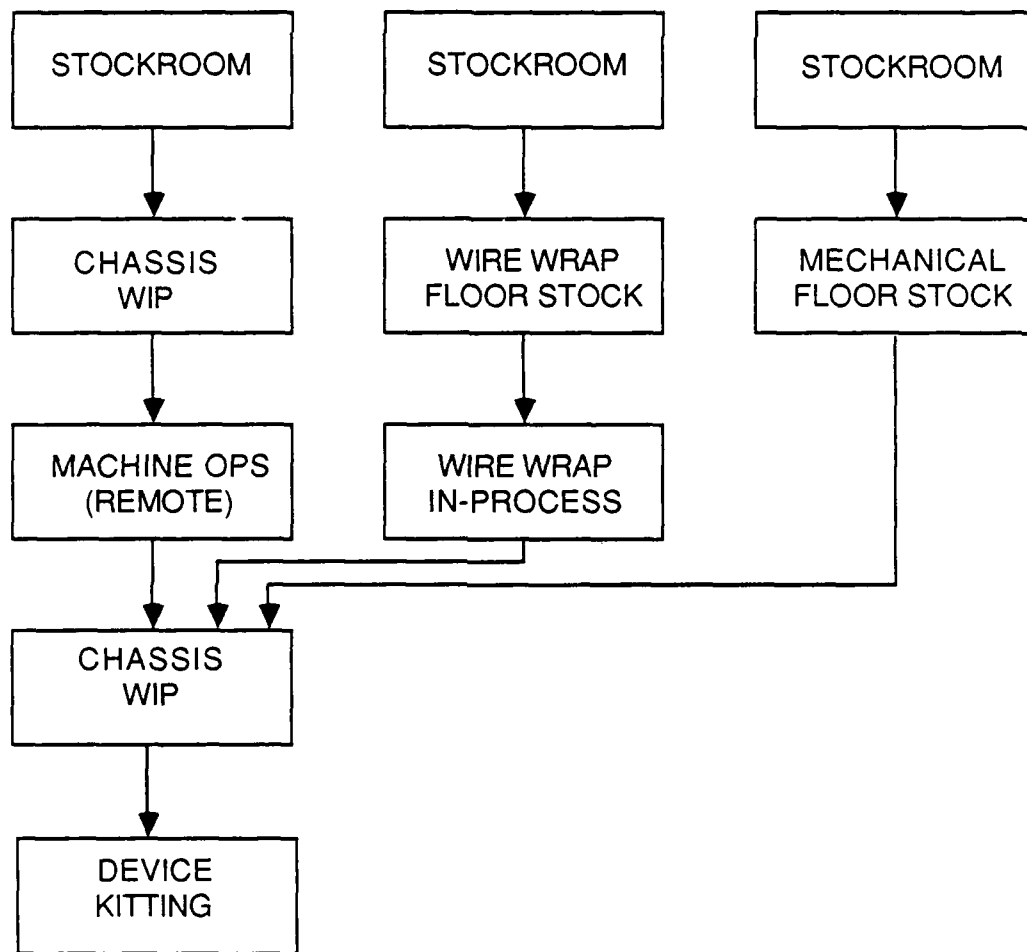 STOCKROOM
STOCKROOM
STOCKROOM
CHASSIS
WIP
WIRE WRAP
FLOOR STOCK
MECHANICAL
FLOOR STOCK
MACHINE OPS
(REMOTE)
WIRE WRAP
IN-PROCESS
CHASSIS
WIP
DEVICE
KITTING